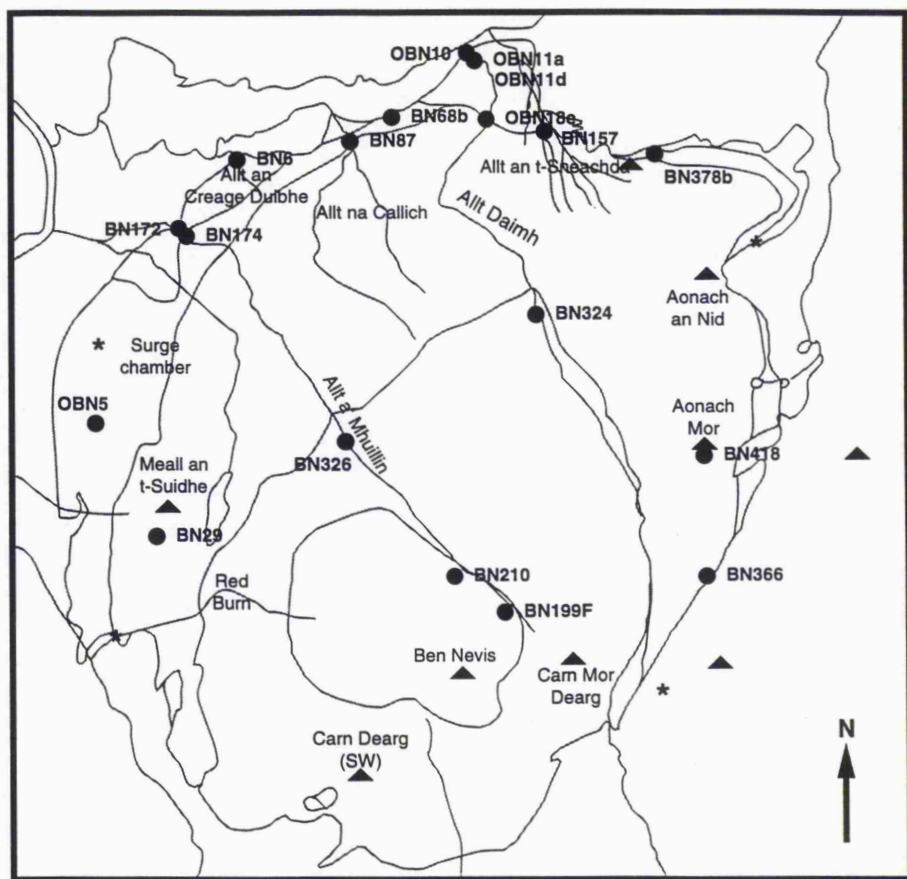 OBN10
OBN11a
OBN11d
BN68b
OBN18e
BN157
BN87
BN6
Allt an t-Sneachda
BN378b
Allt an
Creage Duibhe
Allt na Callich
Allt Daimh
BN172
BN174
Aonach
an Nid
BN324
*
Surge
chamber
OBN5
Allt a' Mhuillin
Aonach
Mor
BN418
BN326
Meall an
t-Suidhe
BN29
BN210
BN366
Red
Burn
BN199F
Ben Nevis
Carn Mor
Dearg
Carn Dearg
(SW)
N